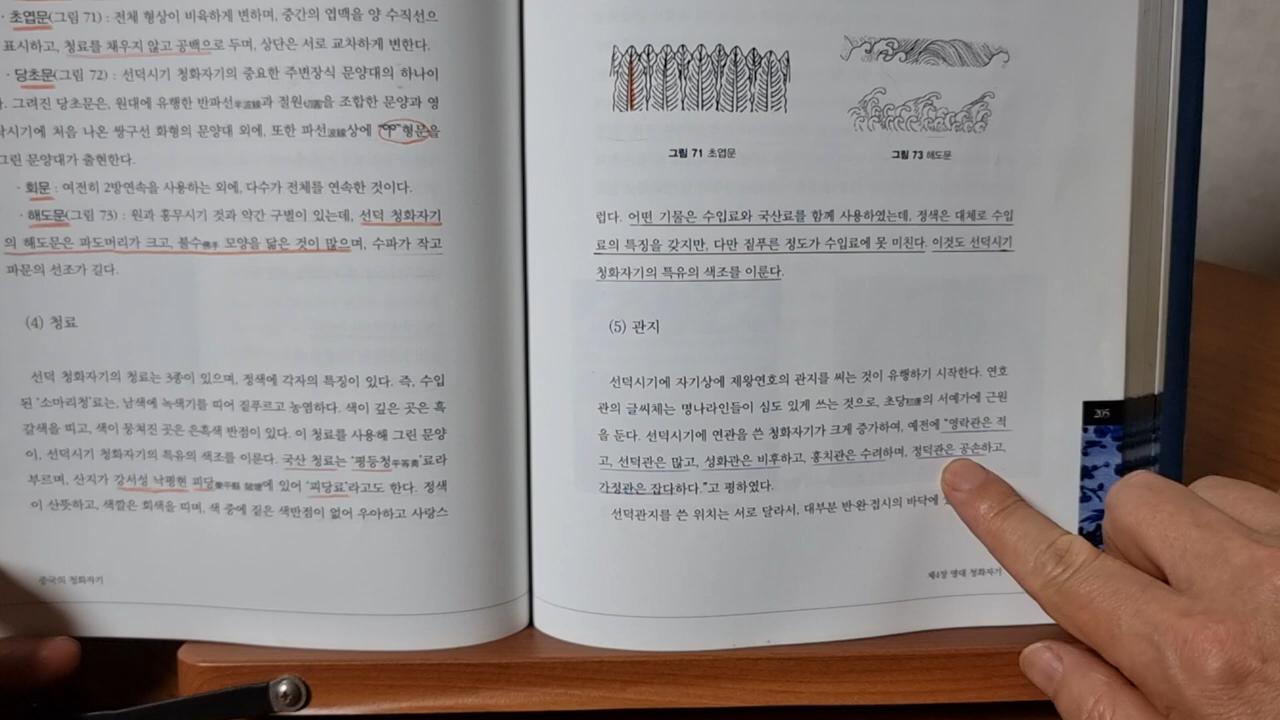 · 초엽문(그림 71) : 전체 형상이 비육하게 변하며, 중간의 엽맥을 양 수직선으
표시하고, 청료를 채우지 않고 공백으로 두며, 상단은 서로 교차하게 변한다.
· 당초문(그림 72) : 선덕시기 청화자기의 중요한 주변장식 문양대의 하나이
. 그려진 당초문은, 원대에 유행한 반파선半波線과 절원切圓을 조합한 문양과 영
락시기에 처음 나온 쌍구선 화형의 문양대 외에, 또한 파선波線상에 형문을
그린 문양대가 출현한다.
· 회문 : 여전히 2방연속을 사용하는 외에, 다수가 전체를 연속한 것이다.
· 해도문(그림 73) : 원과 홍무시기 것과 약간 구별이 있는데, 선덕 청화자기
의 해도문은 파도머리가 크고, 불수佛手 모양을 닮은 것이 많으며, 수파가 작고
파문의 선조가 길다.
(4) 청료
선덕 청화자기의 청료는 3종이 있으며, 정색에 각자의 특징이 있다. 즉, 수입
된 '소마리청'료는, 남색에 녹색기를 띠어 짙푸르고 농염하다. 색이 깊은 곳은 흑
갈색을 띠고, 색이 뭉쳐진 곳은 은흑색 반점이 있다. 이 청료를 사용해 그린 문양
이, 선덕시기 청화자기의 특유의 색조를 이룬다. 국산 청료는 '평등청平等靑'료라
부르며, 산지가 강서성 낙평현 피당樂平縣 陂塘에 있어 '피당료'라고도 한다. 정색
이 산뜻하고, 색깔은 회색을 띠며, 색 중에 짙은 색반점이 없어 우아하고 사랑스
중국의 청화자기
그림 71 초엽문
그림 73 해도문
럽다. 어떤 기물은 수입료와 국산료를 함께 사용하였는데, 정색은 대체로 수입
료의 특징을 갖지만, 다만 짙푸른 정도가 수입료에 못 미친다. 이것도 선덕시기
청화자기의 특유의 색조를 이룬다.
(5) 관지
선덕시기에 자기상에 제왕연호의 관지를 쓰는 것이 유행하기 시작한다. 연호
관의 글씨체는 명나라인들이 심도 있게 쓰는 것으로, 초당初唐의 서예가에 근원
을 둔다. 선덕시기에 연관을 쓴 청화자기가 크게 증가하여, 예전에 "영락관은 적
고, 선덕관은 많고, 성화관은 비후하고, 홍치관은 수려하며, 정덕관은 공손하고,
가정관은 잡다하다."고 평하였다.
선덕관지를 쓴 위치는 서로 달라서, 대부분 반·완·접시의 바닥에
205
제4장 명대 청화자기